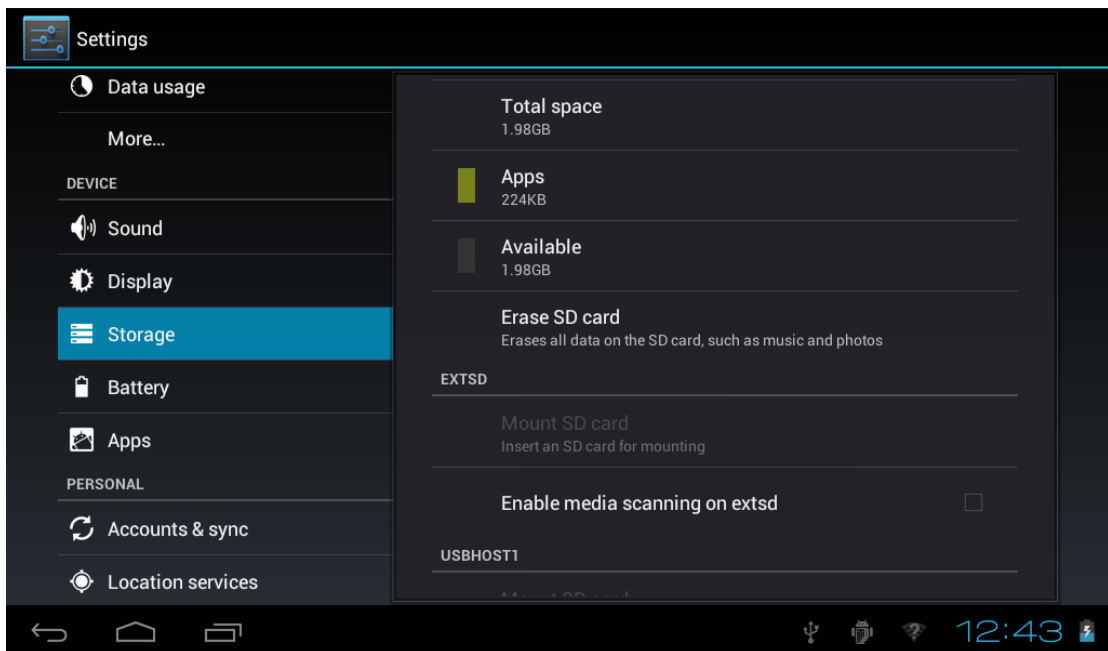 Settings
Data usage
More...
DEVICE
Sound
Display
Storage
Battery
Apps
PERSONAL
Accounts & sync
Location services
Total space
1.98GB
Apps
224KB
Available
1.98GB
Erase SD card
Erases all data on the SD card, such as music and photos
EXTSD
Mount SD card
Insert an SD card for mounting
Enable media scanning on extsd
USBHOST1
Mount SD card
12:43